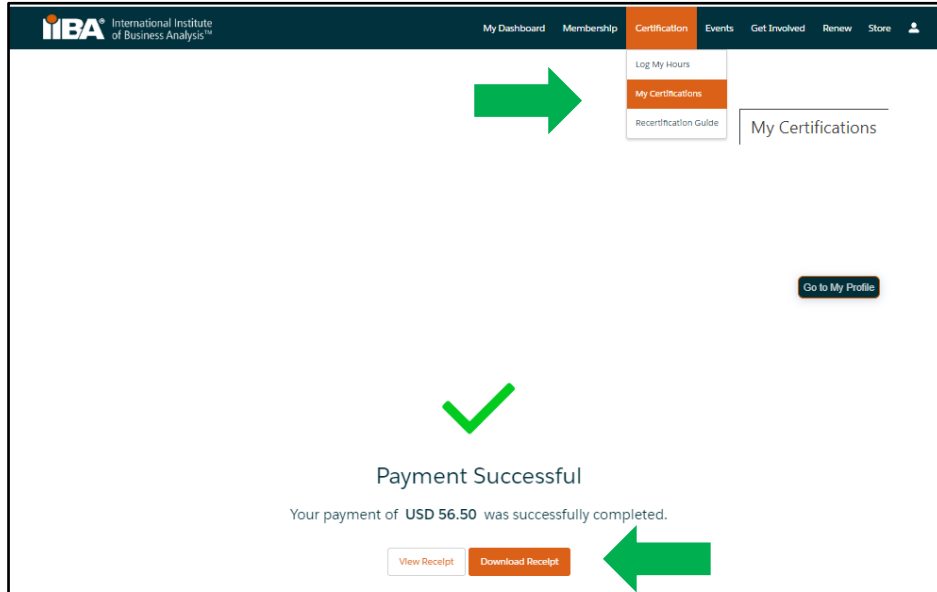 iiBA® International Institute
of Business Analysis™
My Dashboard Membership Certification Events Get Involved Renew Store
Log My Hours
My Certifications
Recertification Guide
My Certifications
Go to My Profile
Payment Successful
Your payment of USD 56.50 was successfully completed.
View Receipt Download Receipt